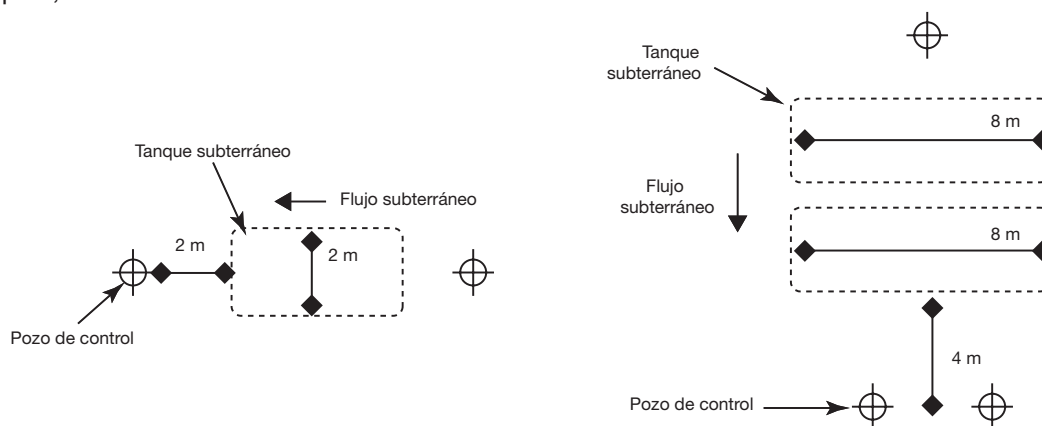 Tanque subterráneo
Flujo subterráneo
2 m
2 m
Pozo de control
Tanque
subterráneo
8 m
Flujo
subterráneo
8 m
4 m
Pozo de control